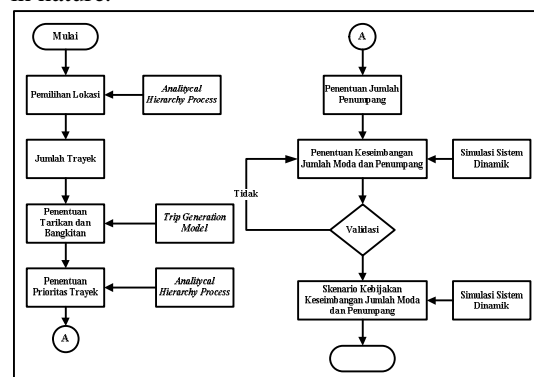 in nature.
Mulai
Pemilihan Lokasi
Analitycal
Hierarchy Process
Jumlah Trayek
Penentuan
Tarikan dan
Bangkitan
Trip Generation
Model
Penentuan
Prioritas Trayek
Analitycal
Hierarchy Process
A
A
Penentuan Jumlah
Penumpang
Penentuan Keseimbangan
Jumlah Moda dan Penumpang
Simulasi Sistem
Dinamik
Tidak
Validasi
Skenario Kebijakan
Keseimbangan Jumlah Moda
dan Penumpang
Simulasi Sistem
Dinamik